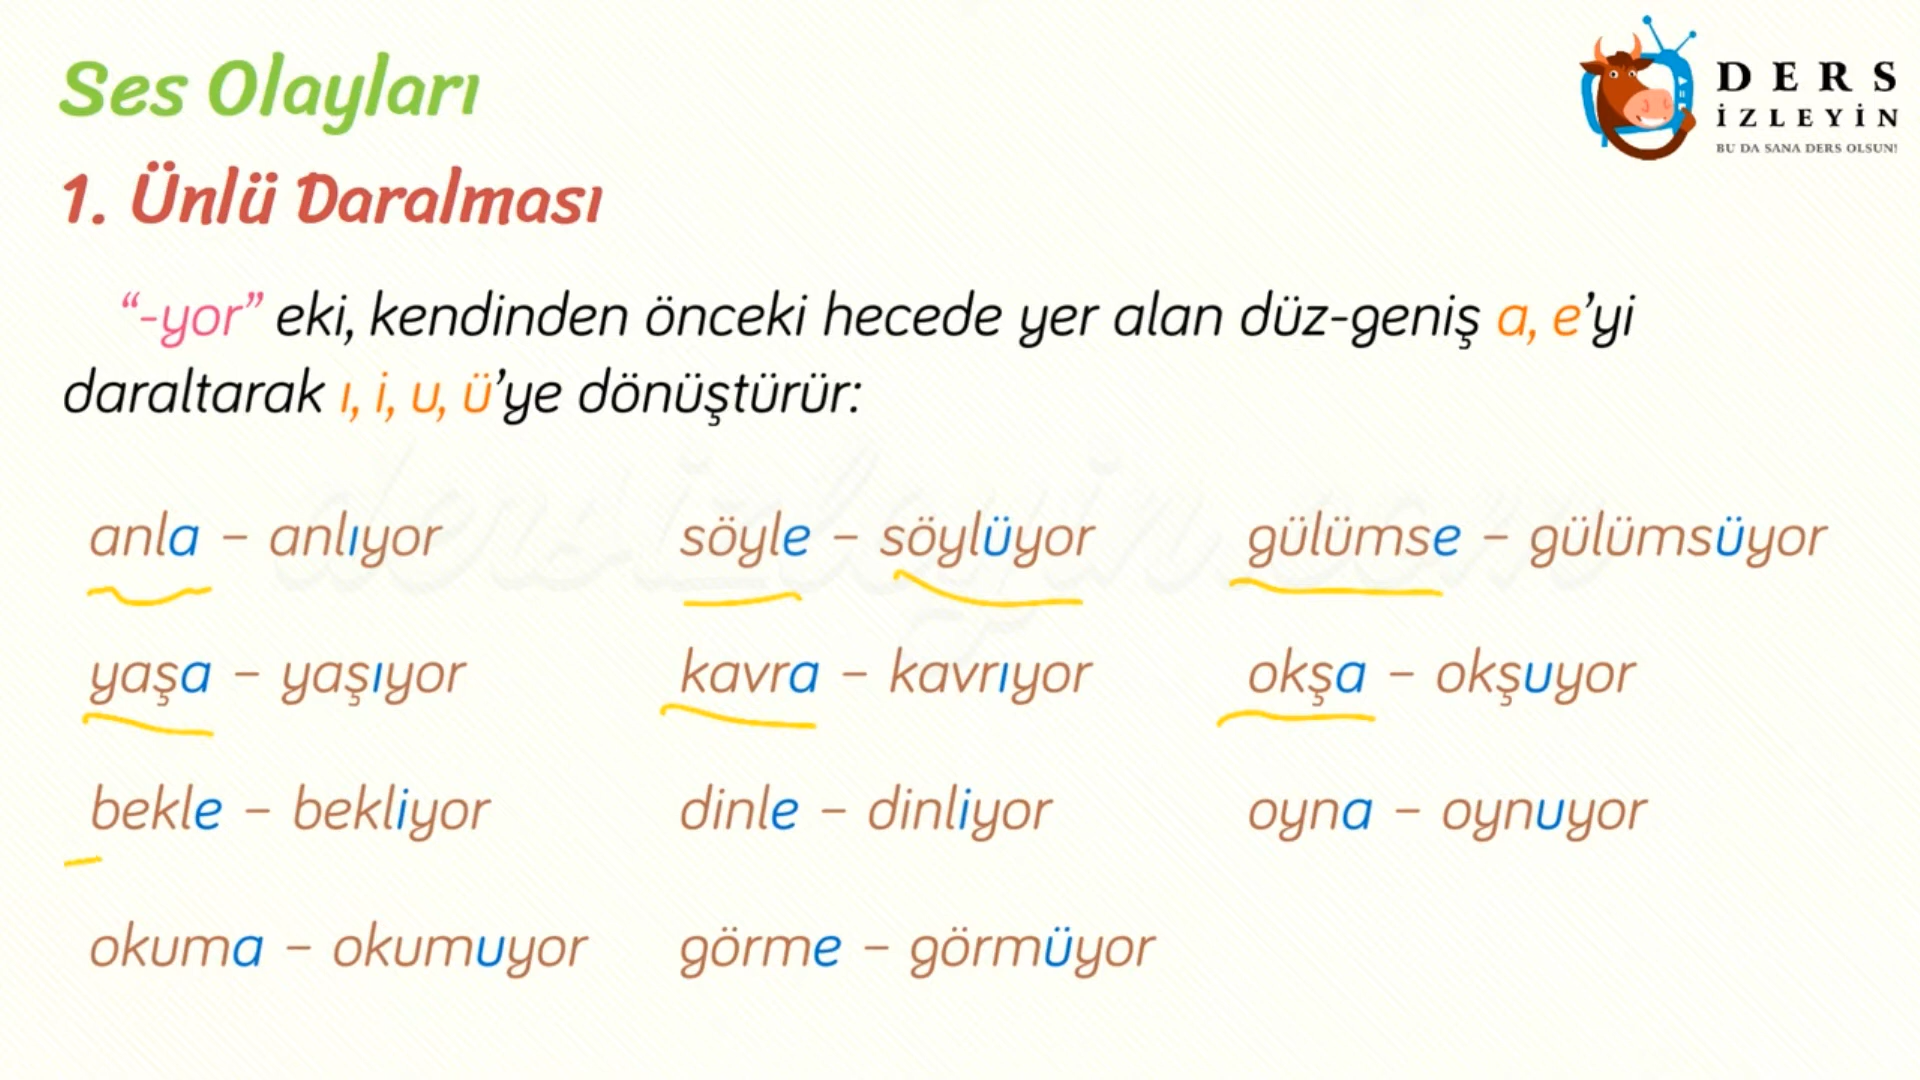 Ses Olayları
DERS
İZLEYİN
BU DA SANA DERS OLSUN!
1. Ünlü Daralması
“-yor” eki, kendinden önceki hecede yer alan düz-geniş a, e’yi
daraltarak ı, i, u, ü’ye dönüştürür:
dersizleyin.com
anla – anlıyor söyle – söylüyor gülümse – gülümsüyor
yaşa – yaşıyor kavra – kavrıyor okşa – okşuyor
bekle – bekliyor dinle – dinliyor oyna – oynuyor
okuma – okumuyor görme – görmüyor